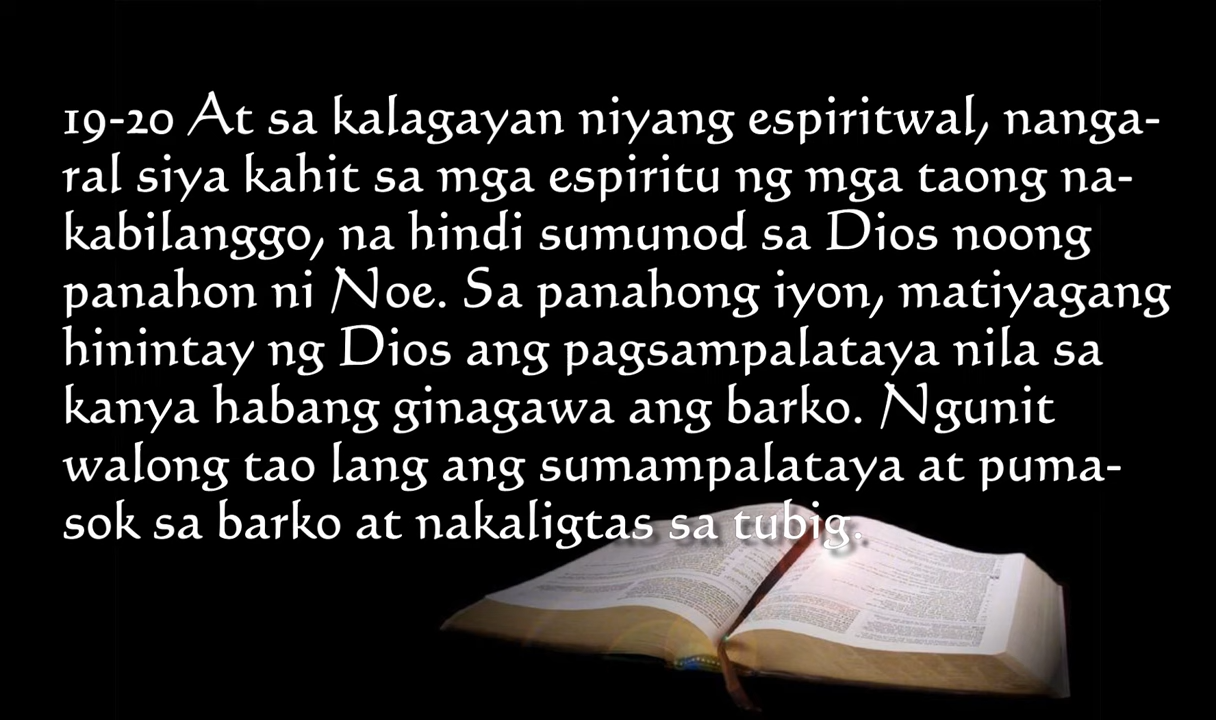 19-20 At sa kalagayan niyang espiritwal, nanga-
ral siya kahit sa mga espiritu ng mga taong na-
kabilanggo, na hindi sumunod sa Dios noong
panahon ni Noe. Sa panahong iyon, matiyagang
hinintay ng Dios ang pagsampalataya nila sa
kanya habang ginagawa ang barko. Ngunit
walong tao lang ang sumampalataya at puma-
sok sa barko at nakaligtas sa tubig.